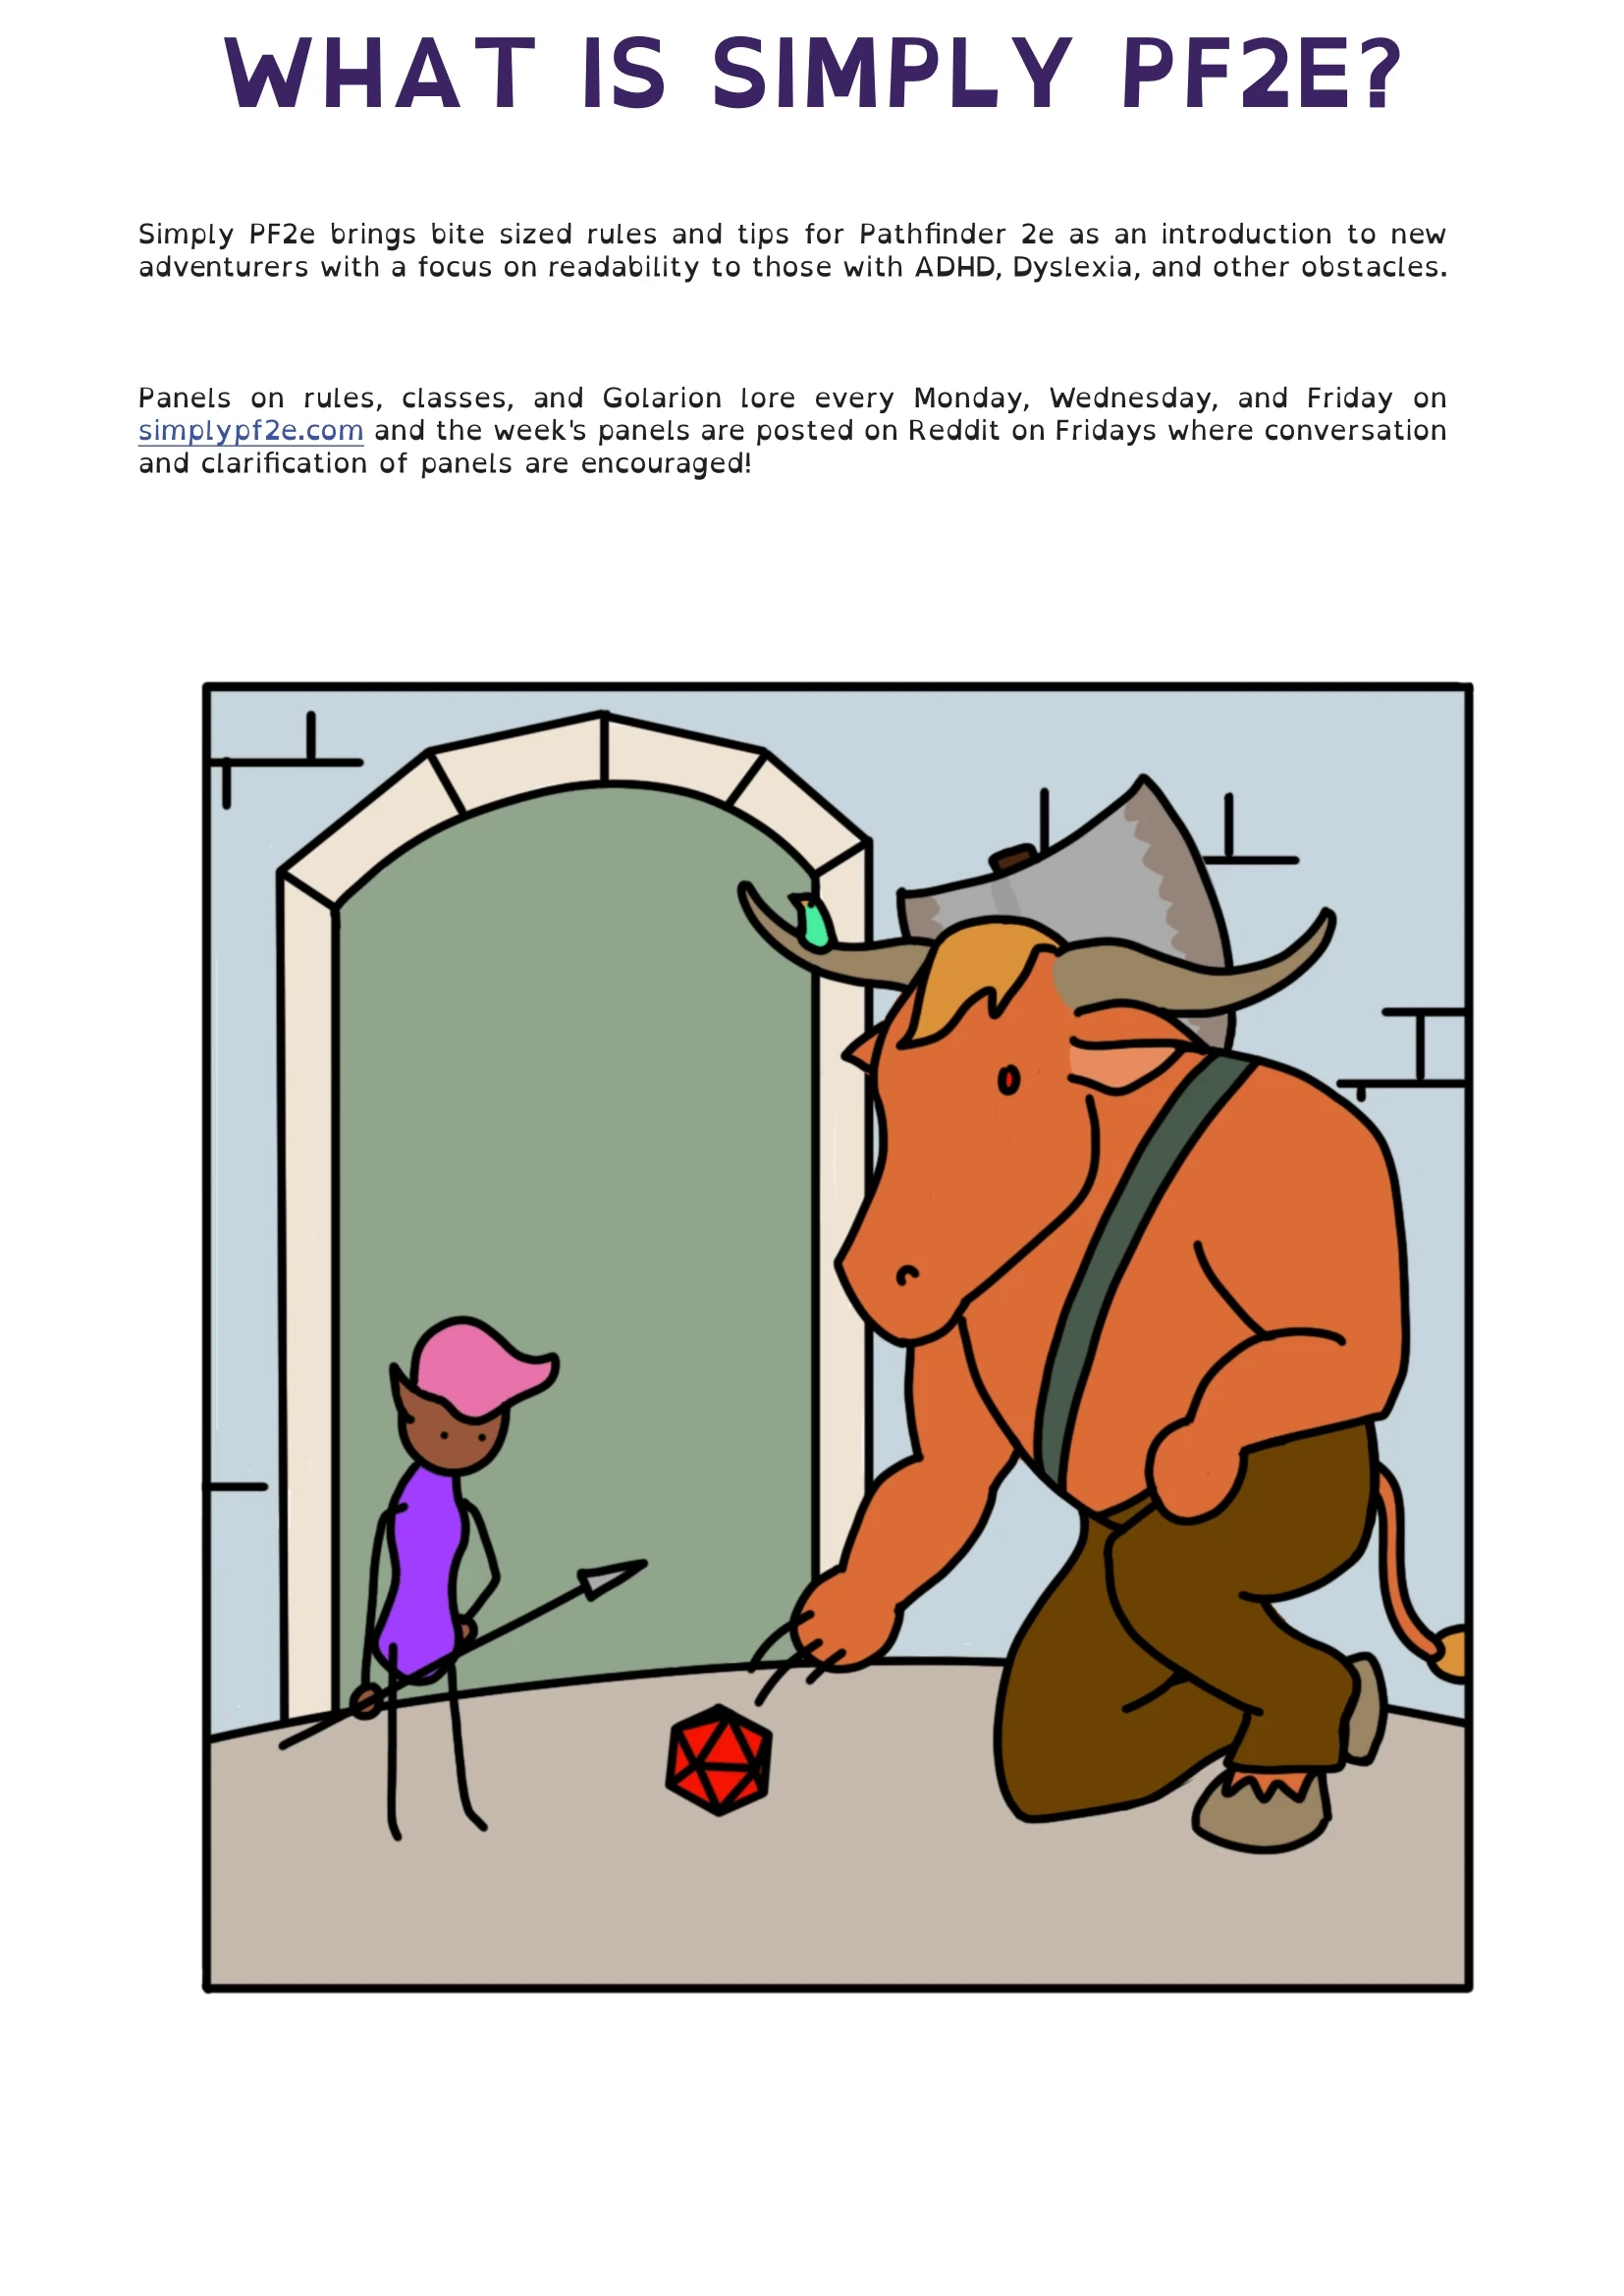 WHAT IS SIMPLY PF2E?
Simply PF2e brings bite sized rules and tips for Pathfinder 2e as an introduction to new
adventurers with a focus on readability to those with ADHD, Dyslexia, and other obstacles.
Panels on rules, classes, and Golarion lore every Monday, Wednesday, and Friday on
simplypf2e.com and the week's panels are posted on Reddit on Fridays where conversation
and clarification of panels are encouraged!